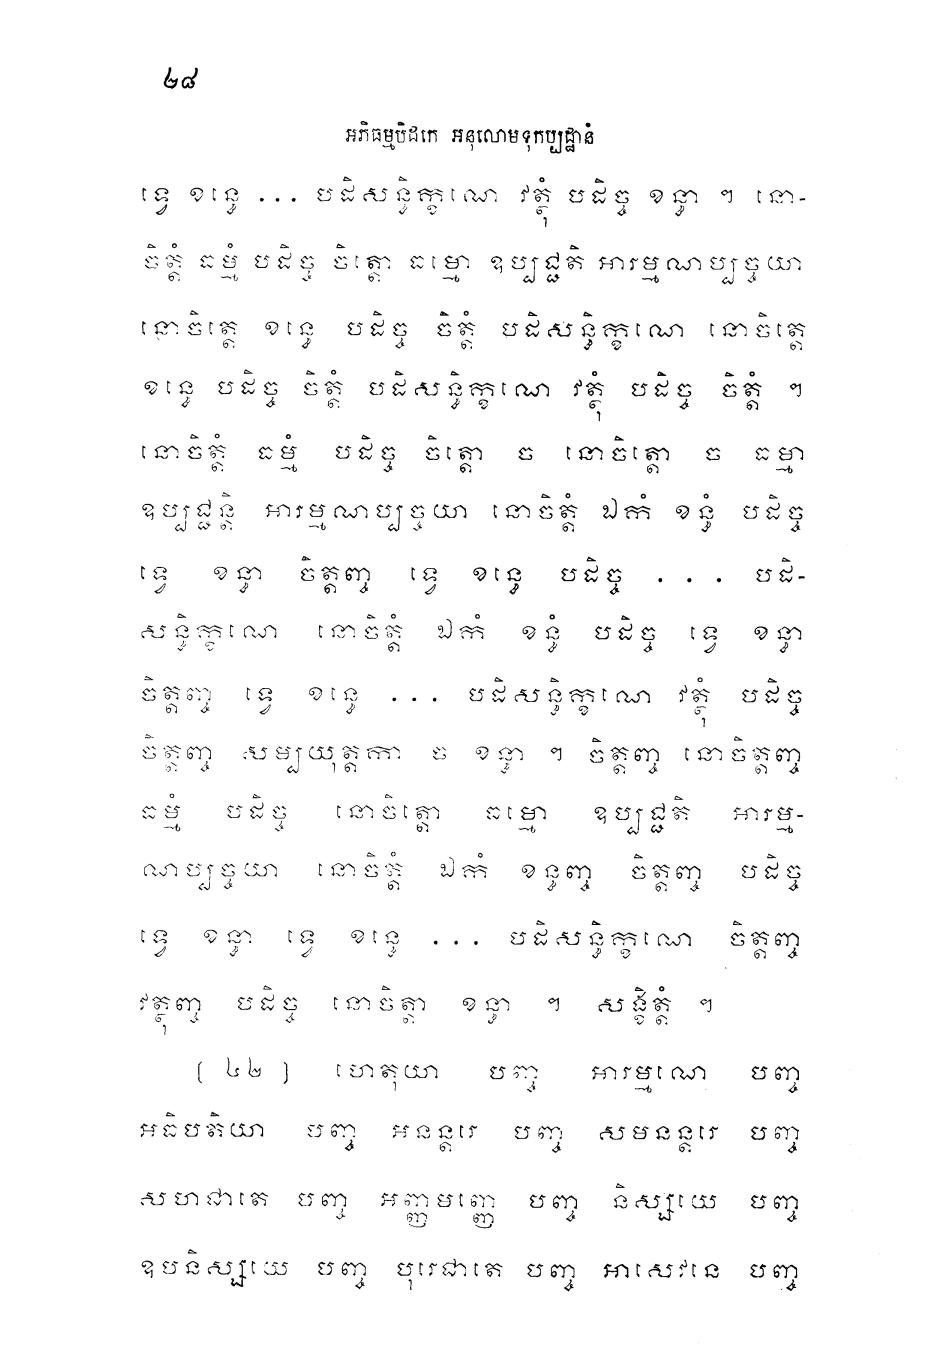 ២៨
អភិធម្មបិដកេ អនុលោមទុកប្បដ្ឋានំ
ទ្វេ ខន្ធេ ... បដិសន្ធិក្ខណេ វត្ថុំ បដិច្ច ខន្ធា ។ នោ-
ចិត្តំ ធម្មំ បដិច្ច ចិត្តោ ធម្មោ ឧប្បជ្ជតិ អារម្មណប្បច្ចយា
នោចិត្តេ ខន្ធេ បដិច្ច ចិត្តំ បដិសន្ធិក្ខណេ នោចិត្តេ
ខន្ធេ បដិច្ច ចិត្តំ បដិសន្ធិក្ខណេ វត្ថុំ បដិច្ច ចិត្តំ ។
នោចិត្តំ ធម្មំ បដិច្ច ចិត្តោ ច នោចិត្តោ ច ធម្មា
ឧប្បជ្ជន្តិ អារម្មណប្បច្ចយា នោចិត្តំ ឯកំ ខន្ធំ បដិច្ច
ទ្វេ ខន្ធា ចិត្តញ្ច ទ្វេ ខន្ធេ បដិច្ច ... បដិ-
សន្ធិក្ខណេ នោចិត្តំ ឯកំ ខន្ធំ បដិច្ច ទ្វេ ខន្ធា
ចិត្តញ្ច ទ្វេ ខន្ធេ ... បដិសន្ធិក្ខណេ វត្ថុំ បដិច្ច
ចិត្តញ្ច សម្បយុត្តកា ច ខន្ធា ។ ចិត្តញ្ច នោចិត្តញ្ច
ធម្មំ បដិច្ច នោចិត្តោ ធម្មោ ឧប្បជ្ជតិ អារម្ម-
ណប្បច្ចយា នោចិត្តំ ឯកំ ខន្ធញ្ច ចិត្តញ្ច បដិច្ច
ទ្វេ ខន្ធា ទ្វេ ខន្ធេ ... បដិសន្ធិក្ខណេ ចិត្តញ្ច
វត្ថុញ្ច បដិច្ច នោចិត្តា ខន្ធា ។ សង្ខិត្តំ ។
[ ៤២ ] ហេតុយា បញ្ច អារម្មណេ បញ្ច
អធិបតិយា បញ្ច អនន្តរេ បញ្ច សមនន្តរេ បញ្ច
សហជាតេ បញ្ច អញ្ញមញ្ញេ បញ្ច និស្សយេ បញ្ច
ឧបនិស្សយេ បញ្ច បុរេជាតេ បញ្ច អាសេវនេ បញ្ច